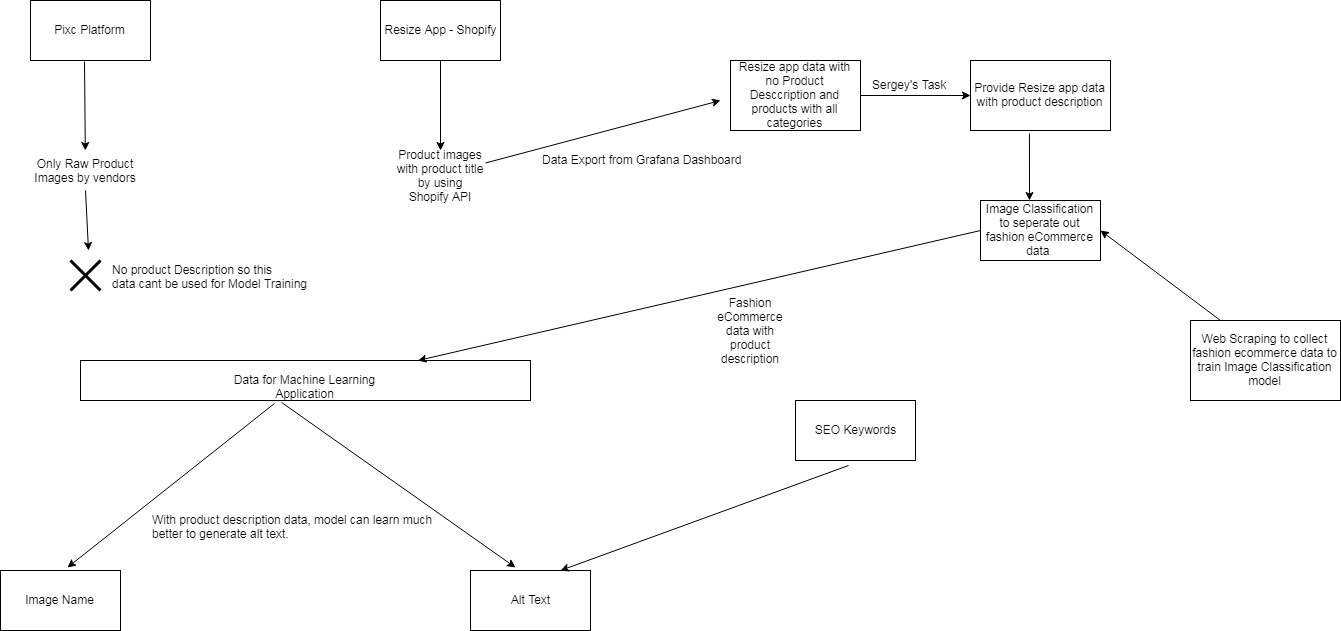 Pixc Platform
Resize App - Shopify
Resize app data with
no Product
Desccription and
products with all
categories
Sergey's Task
Provide Resize app data
with product description
Only Raw Product
Images by vendors
Product images
with product title
by using
Shopify API
Data Export from Grafana Dashboard
Image Classification
to seperate out
fashion eCommerce
data
No product Description so this
data cant be used for Model Training
Fashion
eCommerce
data with
product
description
Web Scraping to collect
fashion ecommerce data to
train Image Classification
model
Data for Machine Learning
Application
SEO Keywords
With product description data, model can learn much
better to generate alt text.
Image Name
Alt Text